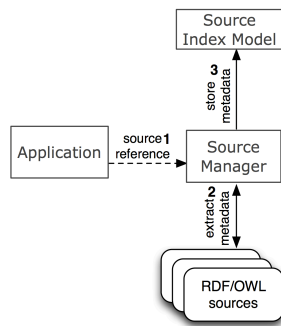 Source
Index Model
3
store
metadata
Application
source 1
reference
Source
Manager
2
extract
metadata
RDF/OWL
sources